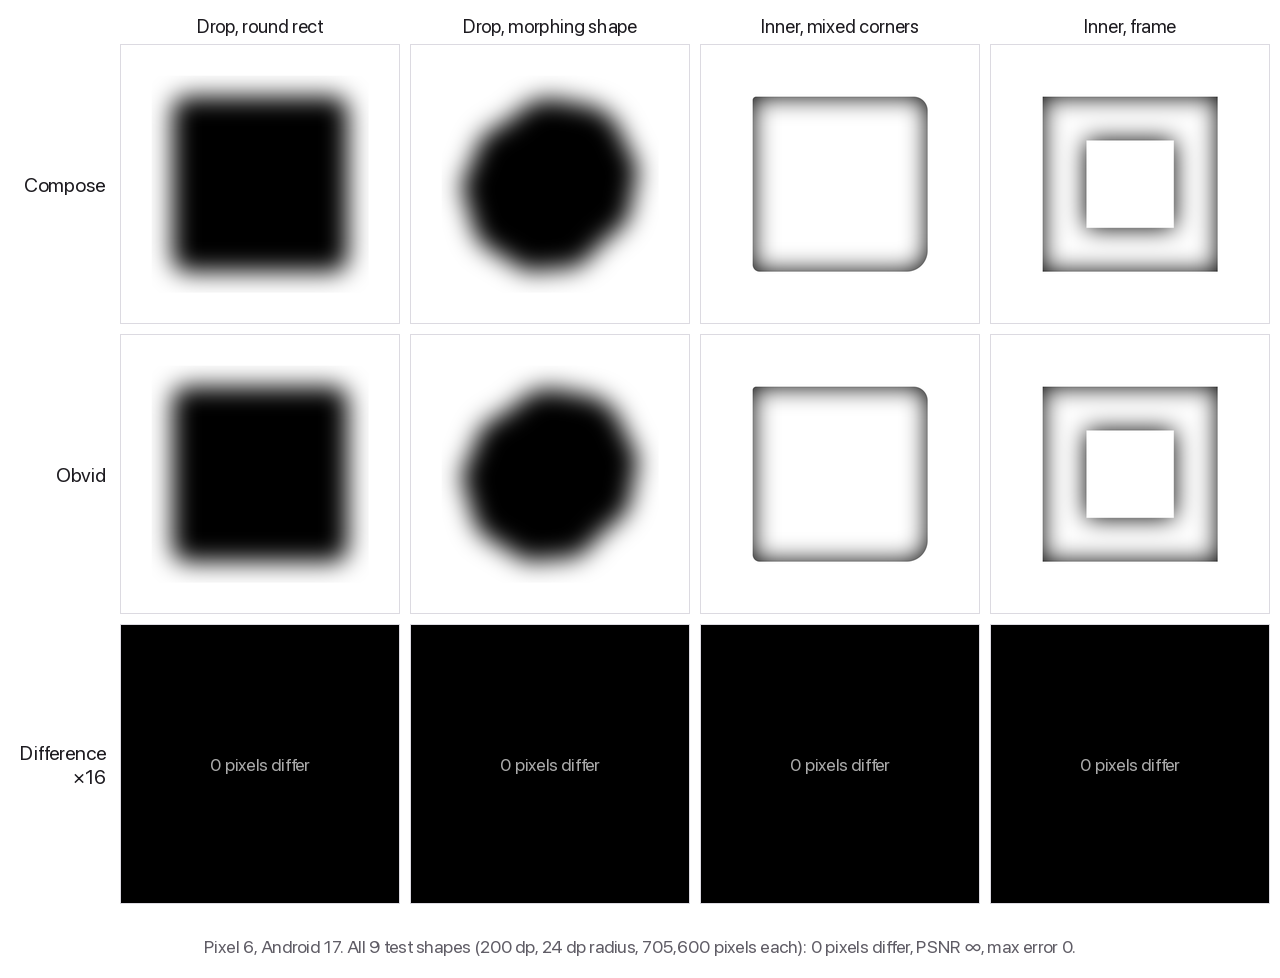 Drop, round rect
Drop, morphing shape
Inner, mixed corners
Inner, frame
Compose
Obvid
Difference
×16
0 pixels differ
0 pixels differ
0 pixels differ
0 pixels differ
Pixel 6, Android 17. All 9 test shapes (200 dp, 24 dp radius, 705,600 pixels each): 0 pixels differ, PSNR ∞, max error 0.